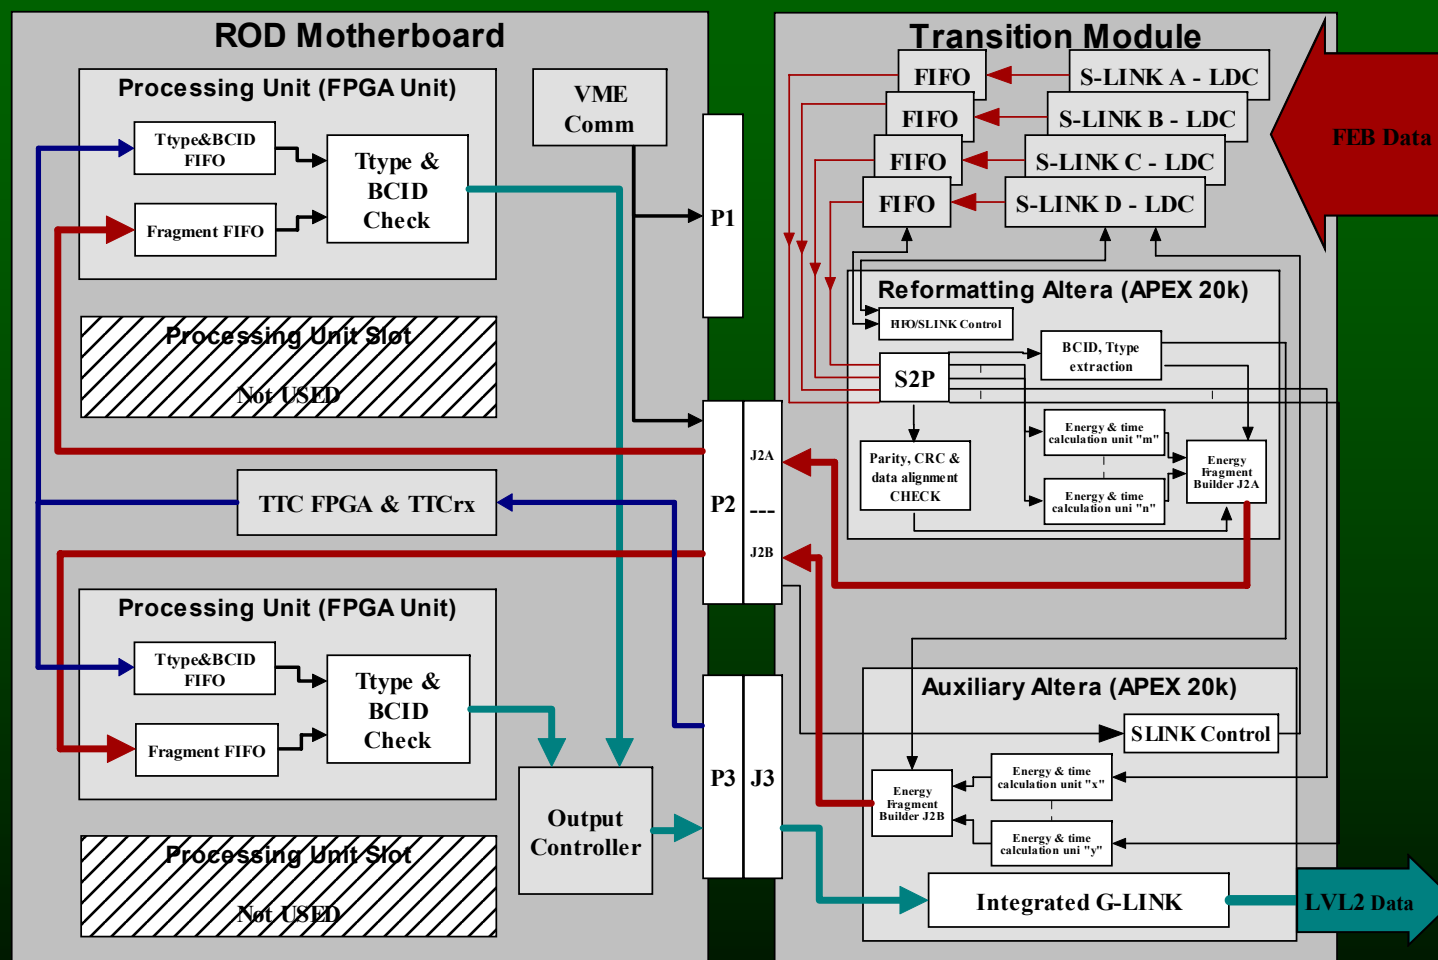 ROD Motherboard
Processing Unit (FPGA Unit)
Ttype&BCID
FIFO
Fragment FIFO
Ttype &
BCID
Check
VME
Comm
Processing Unit Slot
Not USED
TTC FPGA & TTCrx
Processing Unit (FPGA Unit)
Ttype&BCID
FIFO
Fragment FIFO
Ttype &
BCID
Check
Processing Unit Slot
Not USED
Output
Controller
P1
P2
J2A
---
J2B
P3
J3
Transition Module
FIFO
S-LINK A - LDC
FIFO
S-LINK B - LDC
FIFO
S-LINK C - LDC
FIFO
S-LINK D - LDC
FEB Data
Reformatting Altera (APEX 20k)
FIFO/SLINK Control
S2P
BCID, Ttype
extraction
Parity, CRC &
data alignment
CHECK
Energy & time
calculation unit "m"
Energy & time
calculation uni "n"
Energy
Fragment
Builder J2A
Auxiliary Altera (APEX 20k)
SLINK Control
Energy
Fragment
Builder J2B
Energy & time
calculation unit "x"
Energy & time
calculation uni "y"
Integrated G-LINK
LVL2 Data